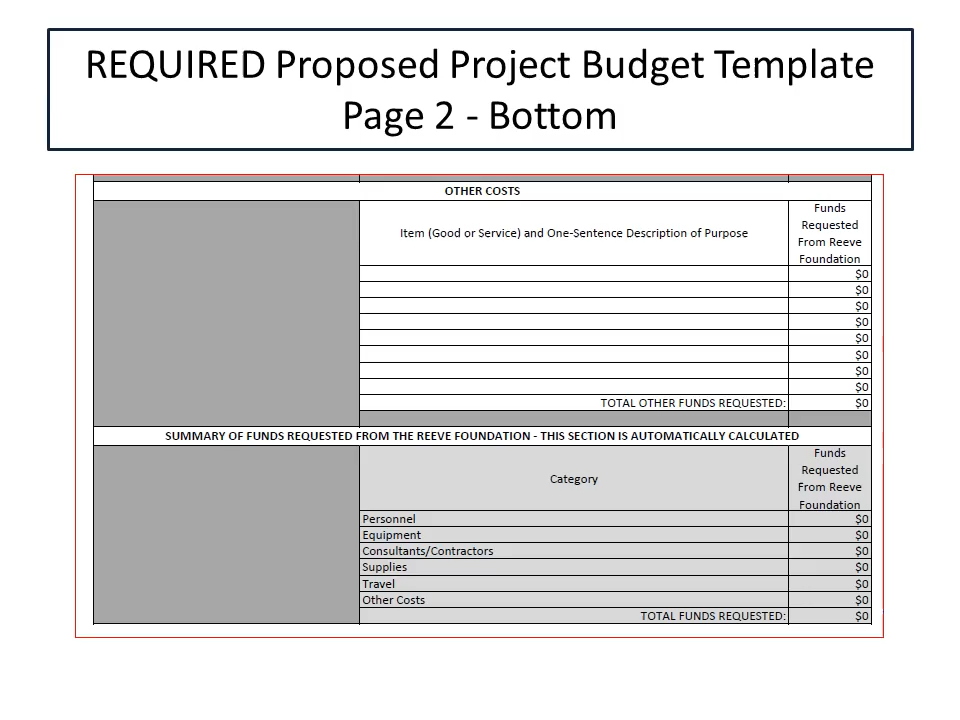 REQUIRED Proposed Project Budget Template
Page 2 - Bottom
OTHER COSTS
Item (Good or Service) and One-Sentence Description of Purpose
Funds
Requested
From Reeve
Foundation
$0
$0
$0
$0
$0
$0
$0
$0
TOTAL OTHER FUNDS REQUESTED: $0
SUMMARY OF FUNDS REQUESTED FROM THE REEVE FOUNDATION - THIS SECTION IS AUTOMATICALLY CALCULATED
Category
Funds
Requested
From Reeve
Foundation
Personnel $0
Equipment $0
Consultants/Contractors $0
Supplies $0
Travel $0
Other Costs $0
TOTAL FUNDS REQUESTED: $0